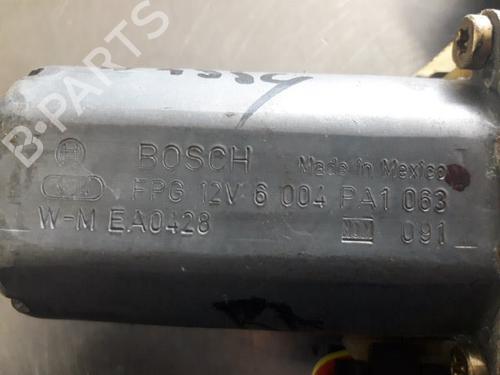 B-PARTS
BOSCH Made in Mexico
FPG 12V 6 004 PA1 063
W-M EA0428 091